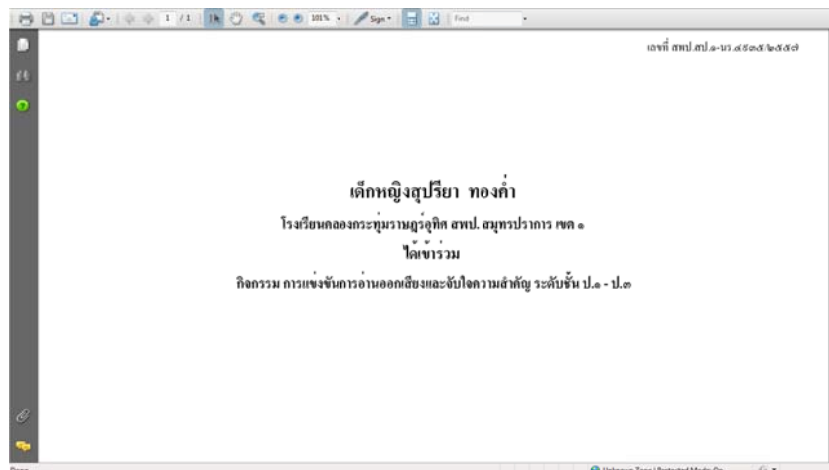 1 / 1
101%
Sign
Find
เลขที่ สพป.สป.๑-นร.๔๕๓๕/๒๕๕๗
เด็กหญิงสุปรียา ทองค่ำ
โรงเรียนคลองกระทุ่มราษฎร์อุทิศ สพป. สมุทรปราการ เขต ๑
ได้เข้าร่วม
กิจกรรม การแข่งขันการอ่านออกเสียงและจับใจความสำคัญ ระดับชั้น ป.๑ - ป.๓